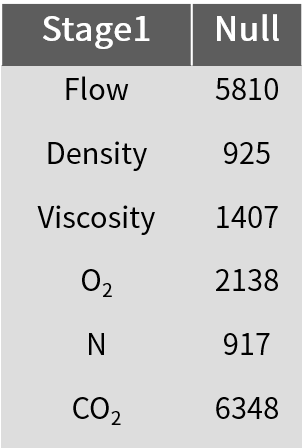 Stage1 Null
Flow 5810
Density 925
Viscosity 1407
O₂ 2138
N 917
CO₂ 6348